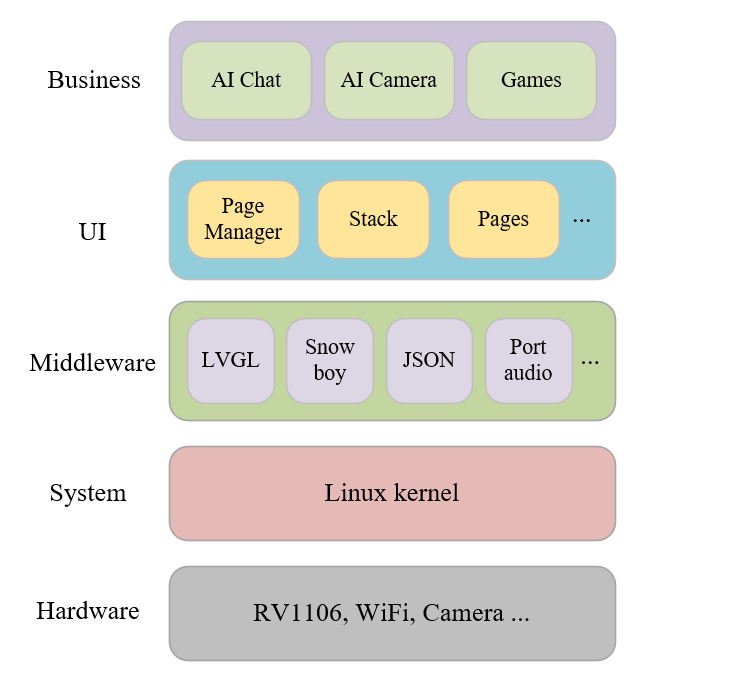 Business
AI Chat
AI Camera
Games
UI
Page
Manager
Stack
Pages
...
Middleware
LVGL
Snow
boy
JSON
Port
audio
...
System
Linux kernel
Hardware
RV1106, WiFi, Camera ...